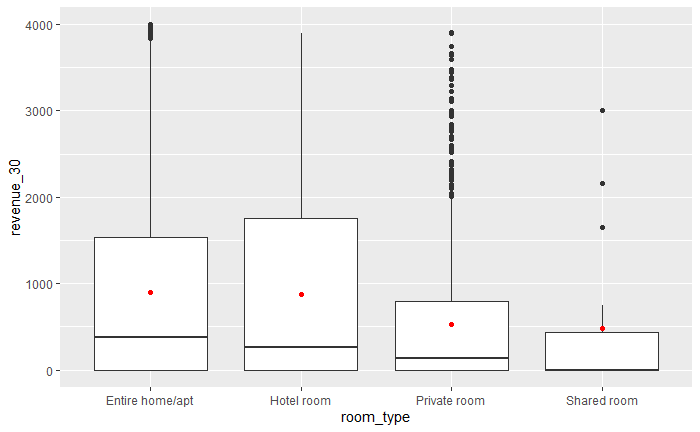 4000
3000
2000
1000
0
revenue_30
Entire home/apt
Hotel room
Private room
Shared room
room_type